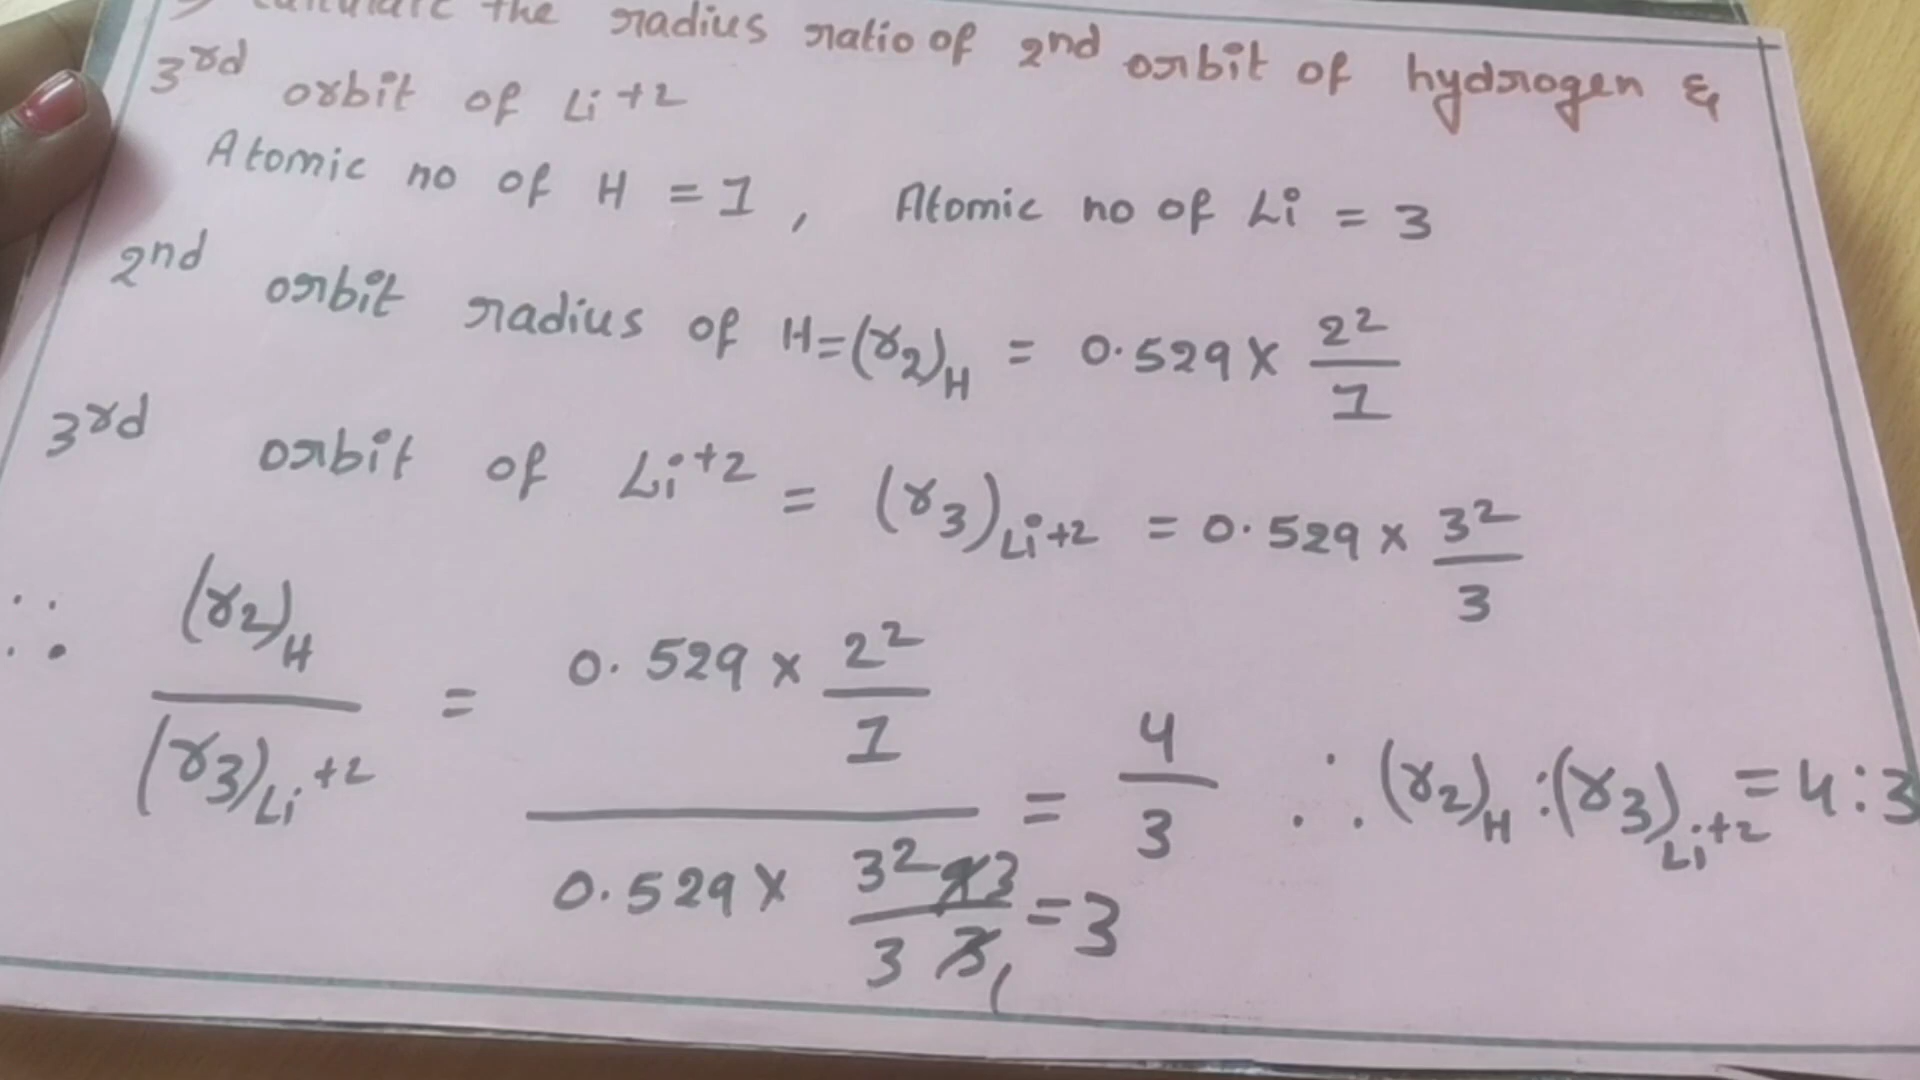 calculate the radius ratio of 2nd orbit of hydrogen &
3rd orbit of Li+2
Atomic no of H = 1, Atomic no of Li = 3
2nd orbit radius of H=(r2)H = 0.529 × 2²/1
3rd orbit of Li+2 = (r3)Li+2 = 0.529 × 3²/3
∴ (r2)H/(r3)Li+2 = (0.529 × 2²/1)/(0.529 × 3²/3) = 4/3 ∴ (r2)H : (r3)Li+2 = 4:3
= 3